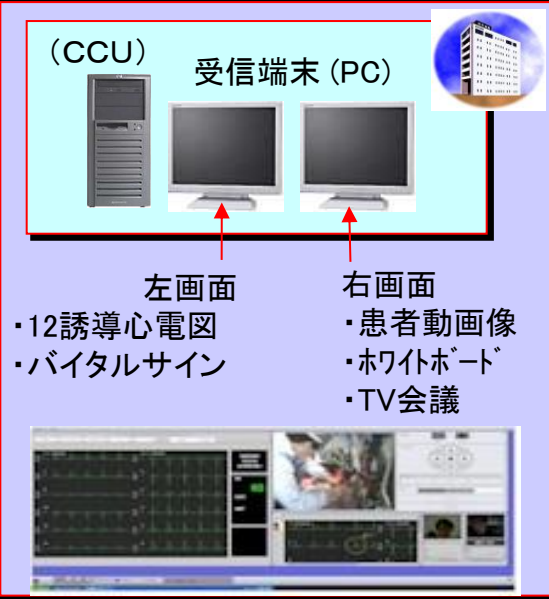 （CCU）
受信端末(PC)
左画面
・12誘導心電図
・バイタルサイン
右画面
・患者動画像
・ﾎﾜｲﾄﾎﾞｰﾄﾞ
・TV会議